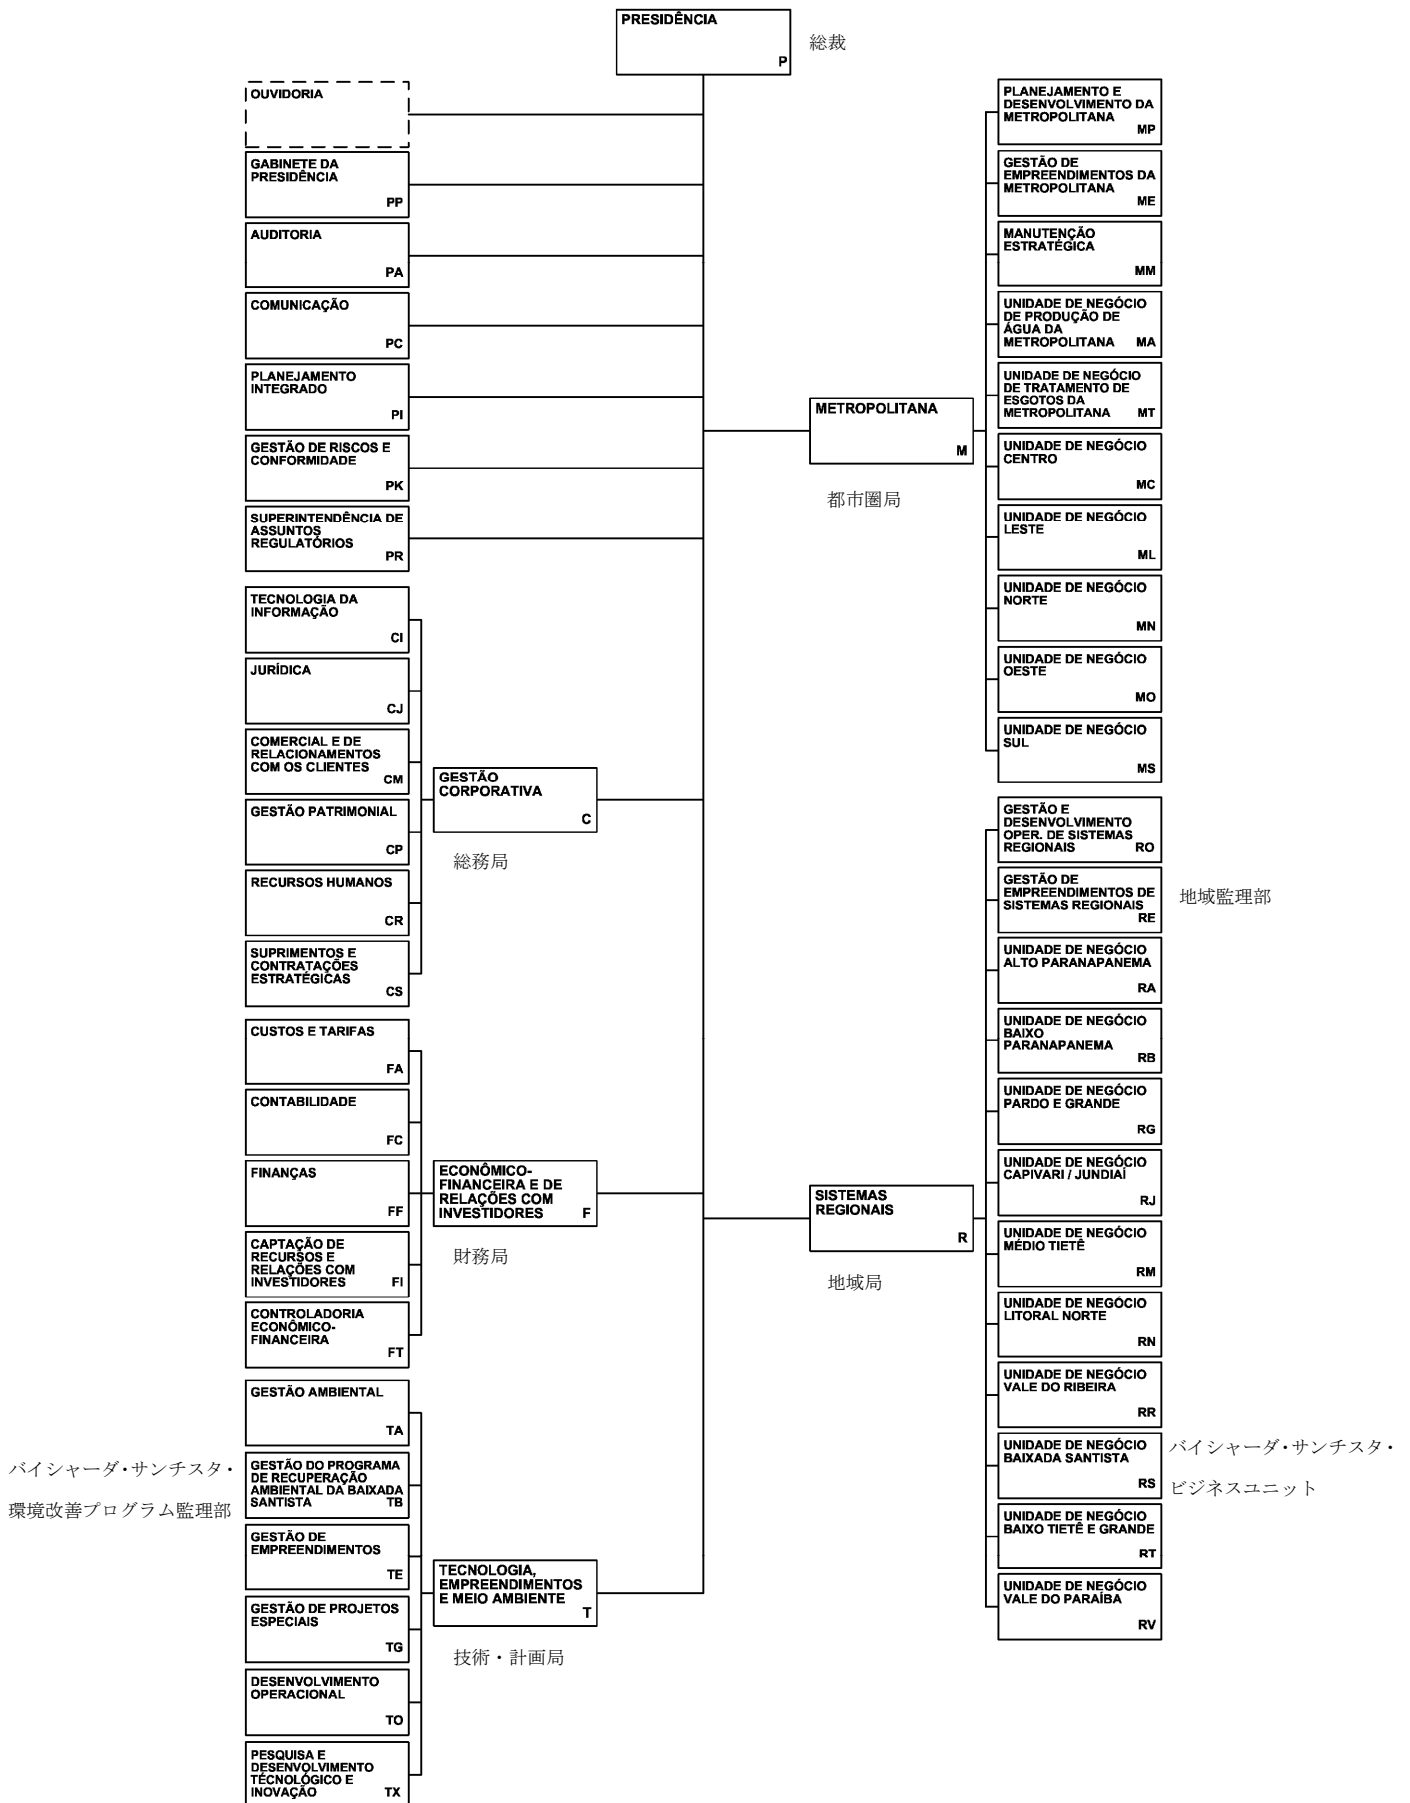 PRESIDÊNCIA
P
総裁
OUVIDORIA
GABINETE DA
PRESIDÊNCIA
PP
AUDITORIA
PA
COMUNICAÇÃO
PC
PLANEJAMENTO
INTEGRADO
PI
GESTÃO DE RISCOS E
CONFORMIDADE
PK
SUPERINTENDÊNCIA DE
ASSUNTOS
REGULATÓRIOS
PR
TECNOLOGIA DA
INFORMAÇÃO
CI
JURÍDICA
CJ
COMERCIAL E DE
RELACIONAMENTOS
COM OS CLIENTES
CM
GESTÃO PATRIMONIAL
CP
RECURSOS HUMANOS
CR
SUPRIMENTOS E
CONTRATAÇÕES
ESTRATÉGICAS
CS
GESTÃO
CORPORATIVA
C
総務局
CUSTOS E TARIFAS
FA
CONTABILIDADE
FC
FINANÇAS
FF
CAPTAÇÃO DE
RECURSOS E
RELAÇÕES COM
INVESTIDORES FI
CONTROLADORIA
ECONÔMICO-
FINANCEIRA
FT
ECONÔMICO-
FINANCEIRA E DE
RELAÇÕES COM
INVESTIDORES F
財務局
GESTÃO AMBIENTAL
TA
バイシャーダ・サンチスタ・
環境改善プログラム監理部
GESTÃO DO PROGRAMA
DE RECUPERAÇÃO
AMBIENTAL DA BAIXADA
SANTISTA TB
GESTÃO DE
EMPREENDIMENTOS
TE
GESTÃO DE PROJETOS
ESPECIAIS
TG
DESENVOLVIMENTO
OPERACIONAL
TO
PESQUISA E
DESENVOLVIMENTO
TÉCNOLÓGICO E
INOVAÇÃO TX
TECNOLOGIA,
EMPREENDIMENTOS
E MEIO AMBIENTE
T
技術・計画局
METROPOLITANA
M
都市圏局
PLANEJAMENTO E
DESENVOLVIMENTO DA
METROPOLITANA
MP
GESTÃO DE
EMPREENDIMENTOS DA
METROPOLITANA
ME
MANUTENÇÃO
ESTRATÉGICA
MM
UNIDADE DE NEGÓCIO
DE PRODUÇÃO DE
ÁGUA DA
METROPOLITANA MA
UNIDADE DE NEGÓCIO
DE TRATAMENTO DE
ESGOTOS DA
METROPOLITANA MT
UNIDADE DE NEGÓCIO
CENTRO
MC
UNIDADE DE NEGÓCIO
LESTE
ML
UNIDADE DE NEGÓCIO
NORTE
MN
UNIDADE DE NEGÓCIO
OESTE
MO
UNIDADE DE NEGÓCIO
SUL
MS
SISTEMAS
REGIONAIS
R
地域局
GESTÃO E
DESENVOLVIMENTO
OPER. DE SISTEMAS
REGIONAIS RO
GESTÃO DE
EMPREENDIMENTOS DE
SISTEMAS REGIONAIS
RE
地域監理部
UNIDADE DE NEGÓCIO
ALTO PARANAPANEMA
RA
UNIDADE DE NEGÓCIO
BAIXO
PARANAPANEMA
RB
UNIDADE DE NEGÓCIO
PARDO E GRANDE
RG
UNIDADE DE NEGÓCIO
CAPIVARI / JUNDIAÍ
RJ
UNIDADE DE NEGÓCIO
MÉDIO TIETÊ
RM
UNIDADE DE NEGÓCIO
LITORAL NORTE
RN
UNIDADE DE NEGÓCIO
VALE DO RIBEIRA
RR
UNIDADE DE NEGÓCIO
BAIXADA SANTISTA
RS
バイシャーダ・サンチスタ・
ビジネスユニット
UNIDADE DE NEGÓCIO
BAIXO TIETÊ E GRANDE
RT
UNIDADE DE NEGÓCIO
VALE DO PARAÍBA
RV